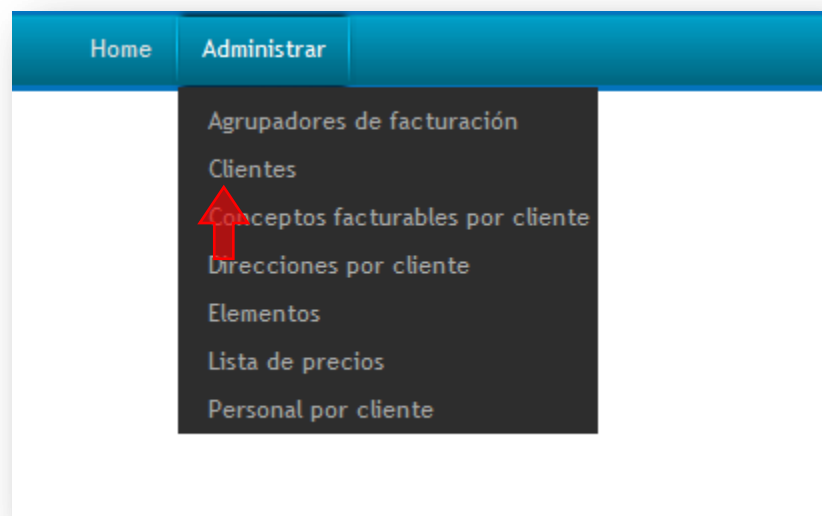 Home Administrar
Agrupadores de facturación
Clientes
Conceptos facturables por cliente
Direcciones por cliente
Elementos
Lista de precios
Personal por cliente